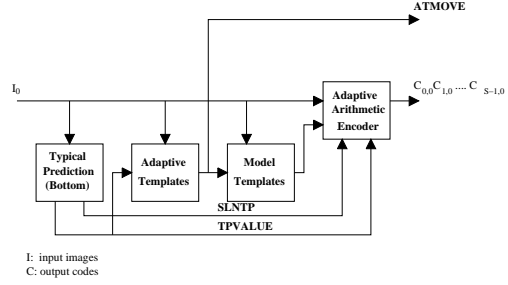 ATMOVE
I0
C0,0C1,0 .... C S−1,0
Adaptive
Arithmetic
Encoder
Typical
Prediction
(Bottom)
Adaptive
Templates
Model
Templates
SLNTP
TPVALUE
I: input images
C: output codes